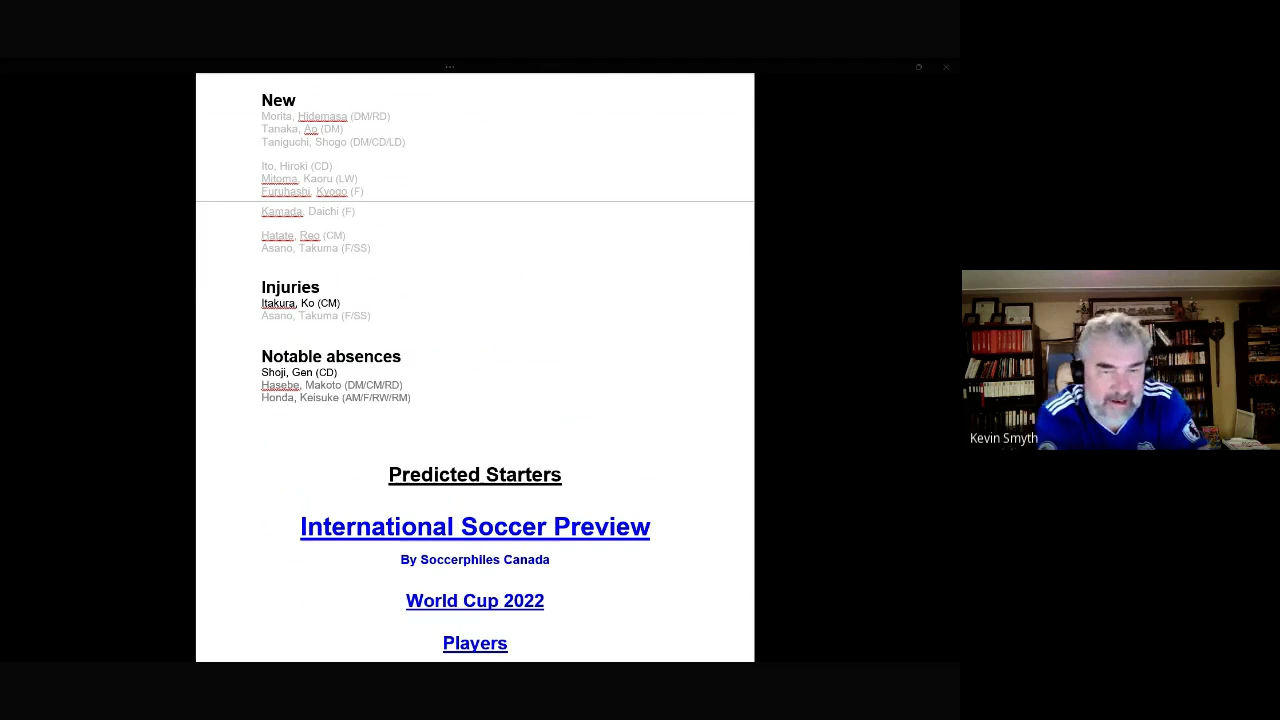 New
Morita, Hidemasa (DM/RD)
Tanaka, Ao (DM)
Taniguchi, Shogo (DM/CD/LD)
Ito, Hiroki (CD)
Mitoma, Kaoru (LW)
Furuhashi, Kyogo (F)
Kamada, Daichi (F)
Hatate, Reo (CM)
Asano, Takuma (F/SS)
Injuries
Itakura, Ko (CM)
Asano, Takuma (F/SS)
Notable absences
Shoji, Gen (CD)
Hasebe, Makoto (DM/CM/RD)
Honda, Keisuke (AM/F/RW/RM)
Predicted Starters
International Soccer Preview
By Soccerphiles Canada
World Cup 2022
Players
Kevin Smyth